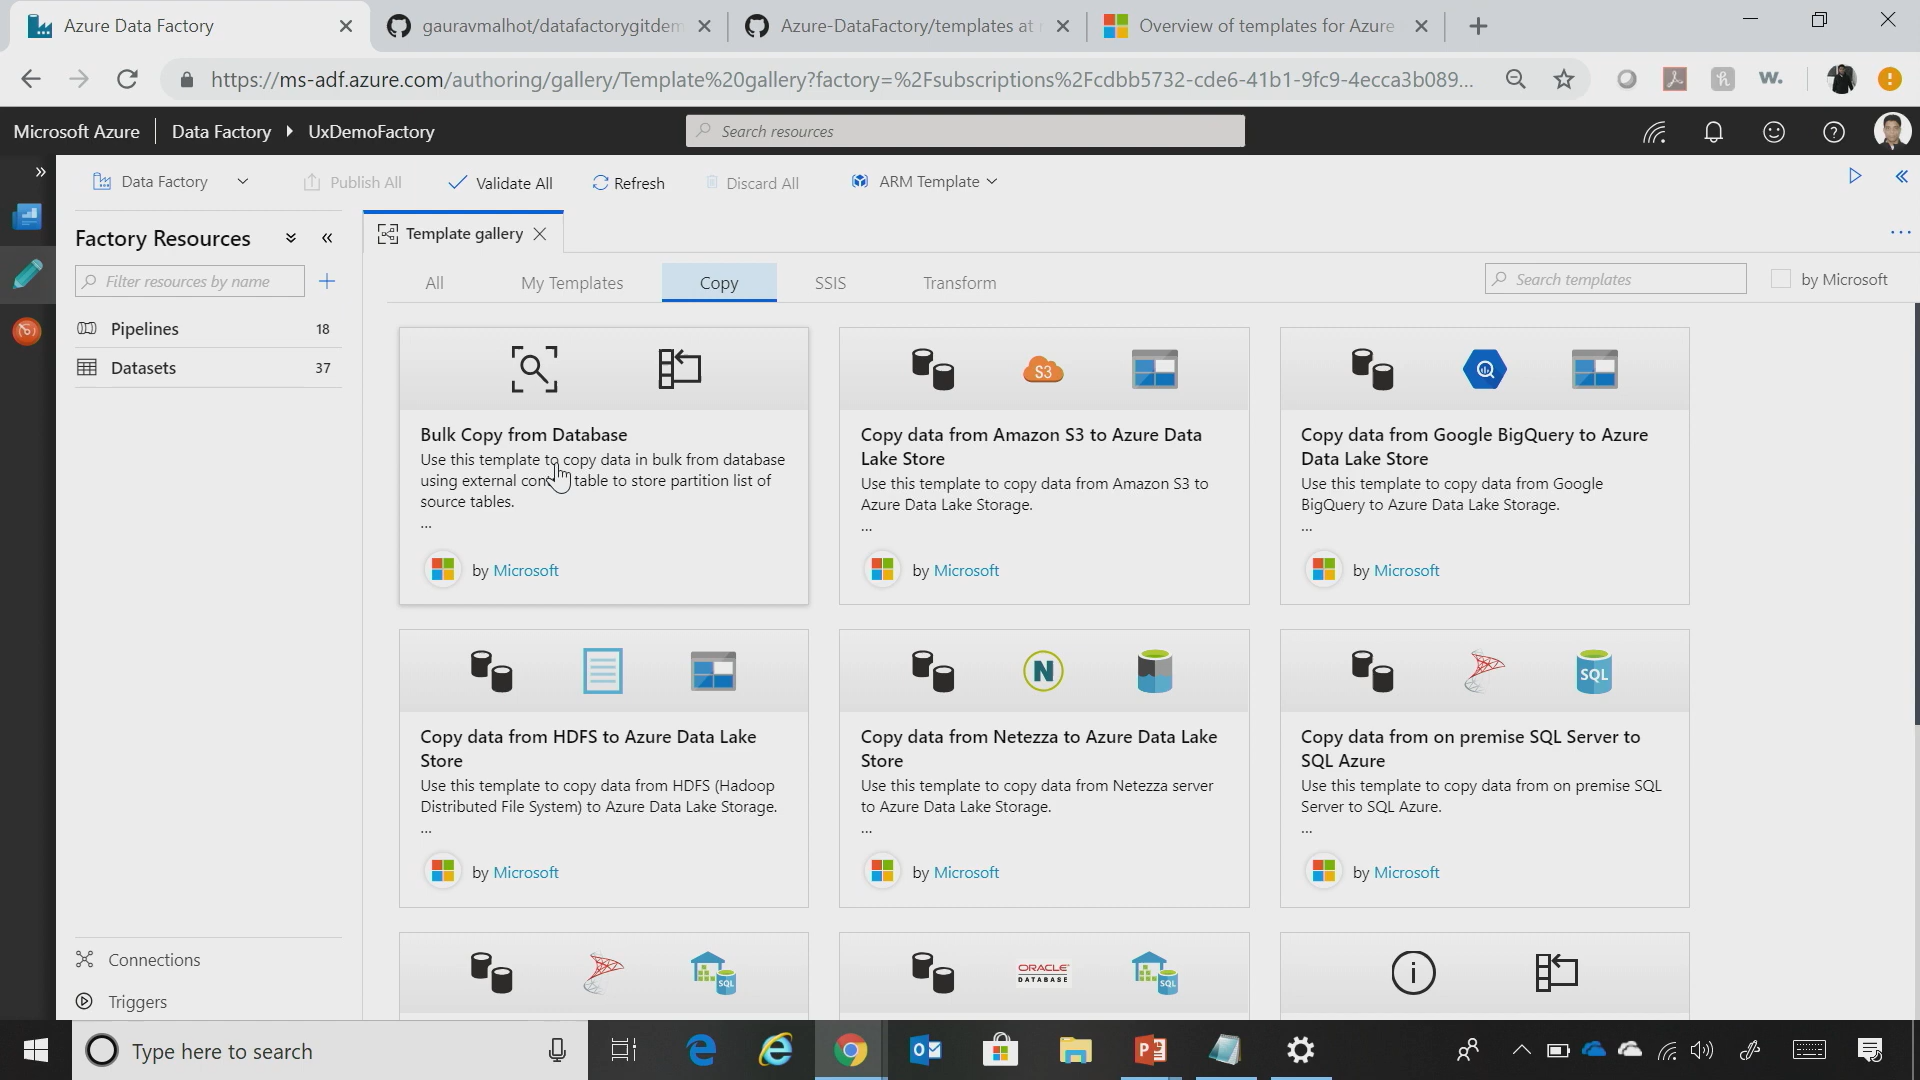 Azure Data Factory
gauravmalhot/datafactorygitdem
Azure-DataFactory/templates at
Overview of templates for Azure
https://ms-adf.azure.com/authoring/gallery/Template%20gallery?factory=%2Fsubscriptions%2Fcdbb5732-cde6-41b1-9fc9-4ecca3b089...
Microsoft Azure
Data Factory
UxDemoFactory
Search resources
Data Factory
Publish All
Validate All
Refresh
Discard All
ARM Template
Factory Resources
Template gallery
Filter resources by name
All
My Templates
Copy
SSIS
Transform
Search templates
by Microsoft
Pipelines
18
Datasets
37
Bulk Copy from Database
Use this template to copy data in bulk from database
using external table to store partition list of
source tables.
...
by Microsoft
S3
Copy data from Amazon S3 to Azure Data
Lake Store
Use this template to copy data from Amazon S3 to
Azure Data Lake Storage.
...
by Microsoft
Copy data from Google BigQuery to Azure
Data Lake Store
Use this template to copy data from Google
BigQuery to Azure Data Lake Storage.
...
by Microsoft
Copy data from HDFS to Azure Data Lake
Store
Use this template to copy data from HDFS (Hadoop
Distributed File System) to Azure Data Lake Storage.
...
by Microsoft
N
Copy data from Netezza to Azure Data Lake
Store
Use this template to copy data from Netezza server
to Azure Data Lake Storage.
...
by Microsoft
SQL
Copy data from on premise SQL Server to
SQL Azure
Use this template to copy data from on premise SQL
Server to SQL Azure.
...
by Microsoft
SQL
ORACLE
DATABASE
SQL
Connections
Triggers
Type here to search